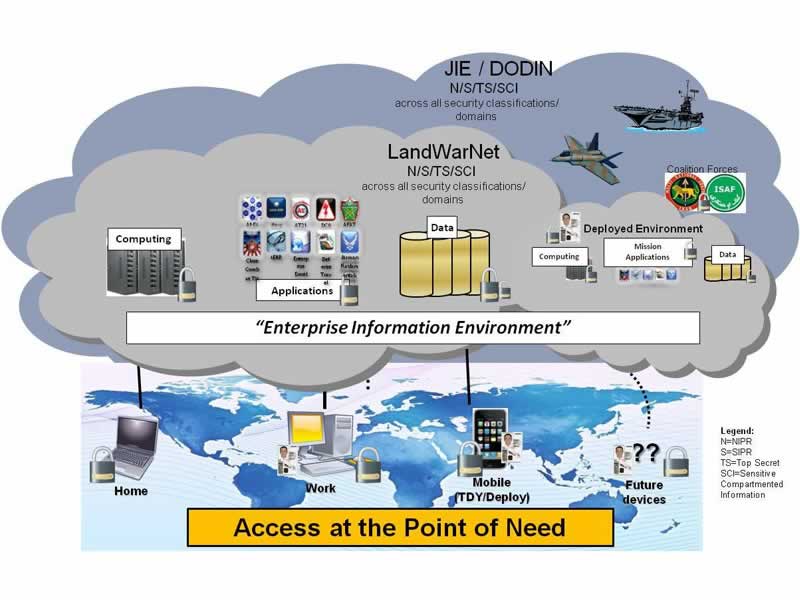 JIE / DODIN
N/S/TS/SCI
across all security classifications/
domains
LandWarNet
N/S/TS/SCI
across all security classifications/
domains
Coalition Forces
ISAF
Computing
Applications
Data
Deployed Environment
Computing
Mission
Applications
Data
“Enterprise Information Environment”
Home
Work
Mobile
(TDY/Deploy)
??
Future
devices
Legend:
N=NIPR
S=SIPR
TS=Top Secret
SCI=Sensitive
Compartmented
Information
Access at the Point of Need